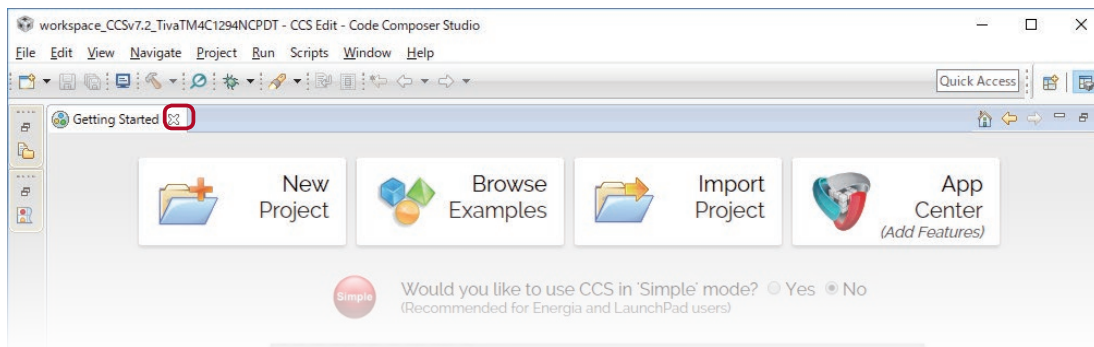 workspace_CCSv7.2_TivaTM4C1294NCPDT - CCS Edit - Code Composer Studio
File Edit View Navigate Project Run Scripts Window Help
Quick Access
Getting Started
New
Project
Browse
Examples
Import
Project
App
Center
(Add Features)
Simple
Would you like to use CCS in 'Simple' mode? Yes No
(Recommended for Energia and LaunchPad users)